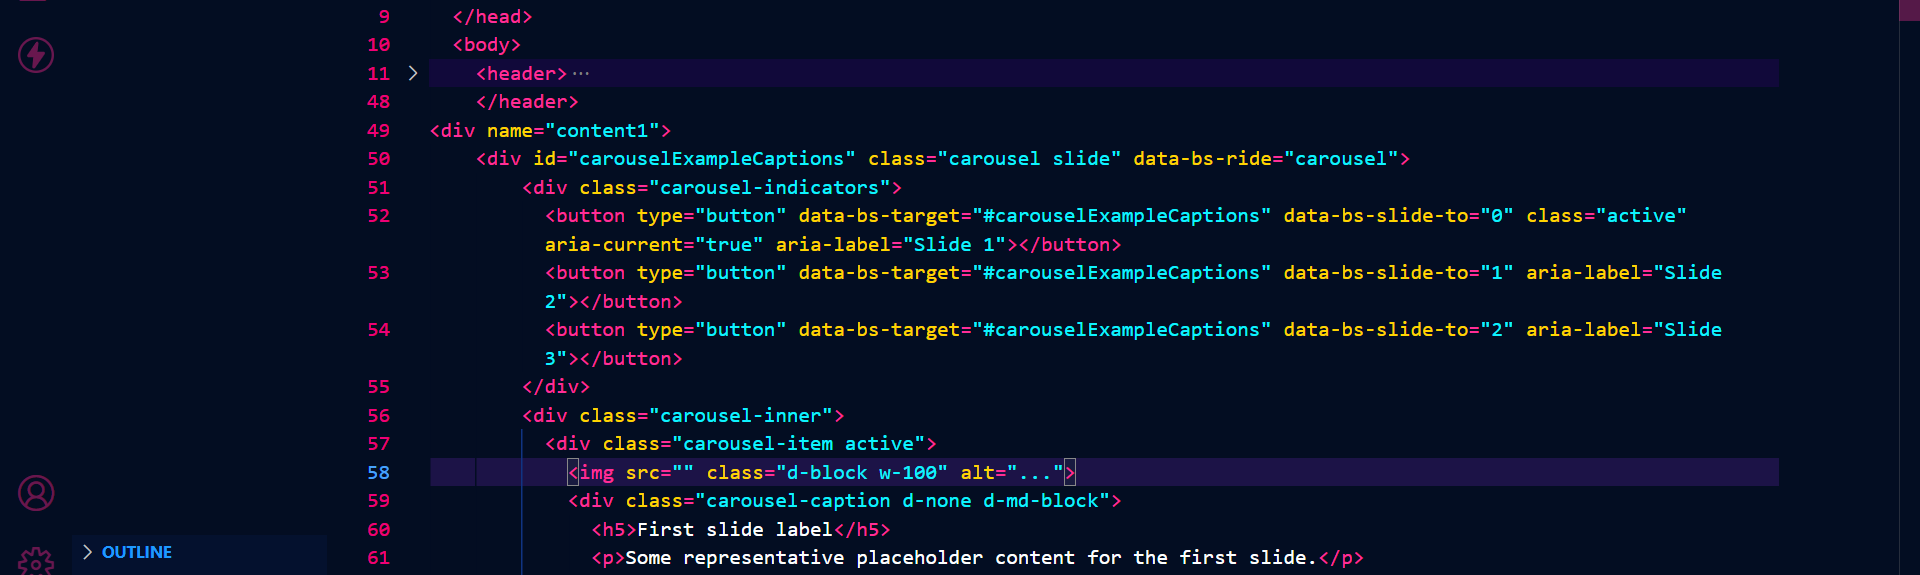 9 </head>
10 <body>
11 <header>···
48 </header>
49 <div name="content1">
50 <div id="carouselExampleCaptions" class="carousel slide" data-bs-ride="carousel">
51 <div class="carousel-indicators">
52 <button type="button" data-bs-target="#carouselExampleCaptions" data-bs-slide-to="0" class="active"
aria-current="true" aria-label="Slide 1"></button>
53 <button type="button" data-bs-target="#carouselExampleCaptions" data-bs-slide-to="1" aria-label="Slide
2"></button>
54 <button type="button" data-bs-target="#carouselExampleCaptions" data-bs-slide-to="2" aria-label="Slide
3"></button>
55 </div>
56 <div class="carousel-inner">
57 <div class="carousel-item active">
58 <img src="" class="d-block w-100" alt="...">
59 <div class="carousel-caption d-none d-md-block">
60 <h5>First slide label</h5>
61 <p>Some representative placeholder content for the first slide.</p>
OUTLINE